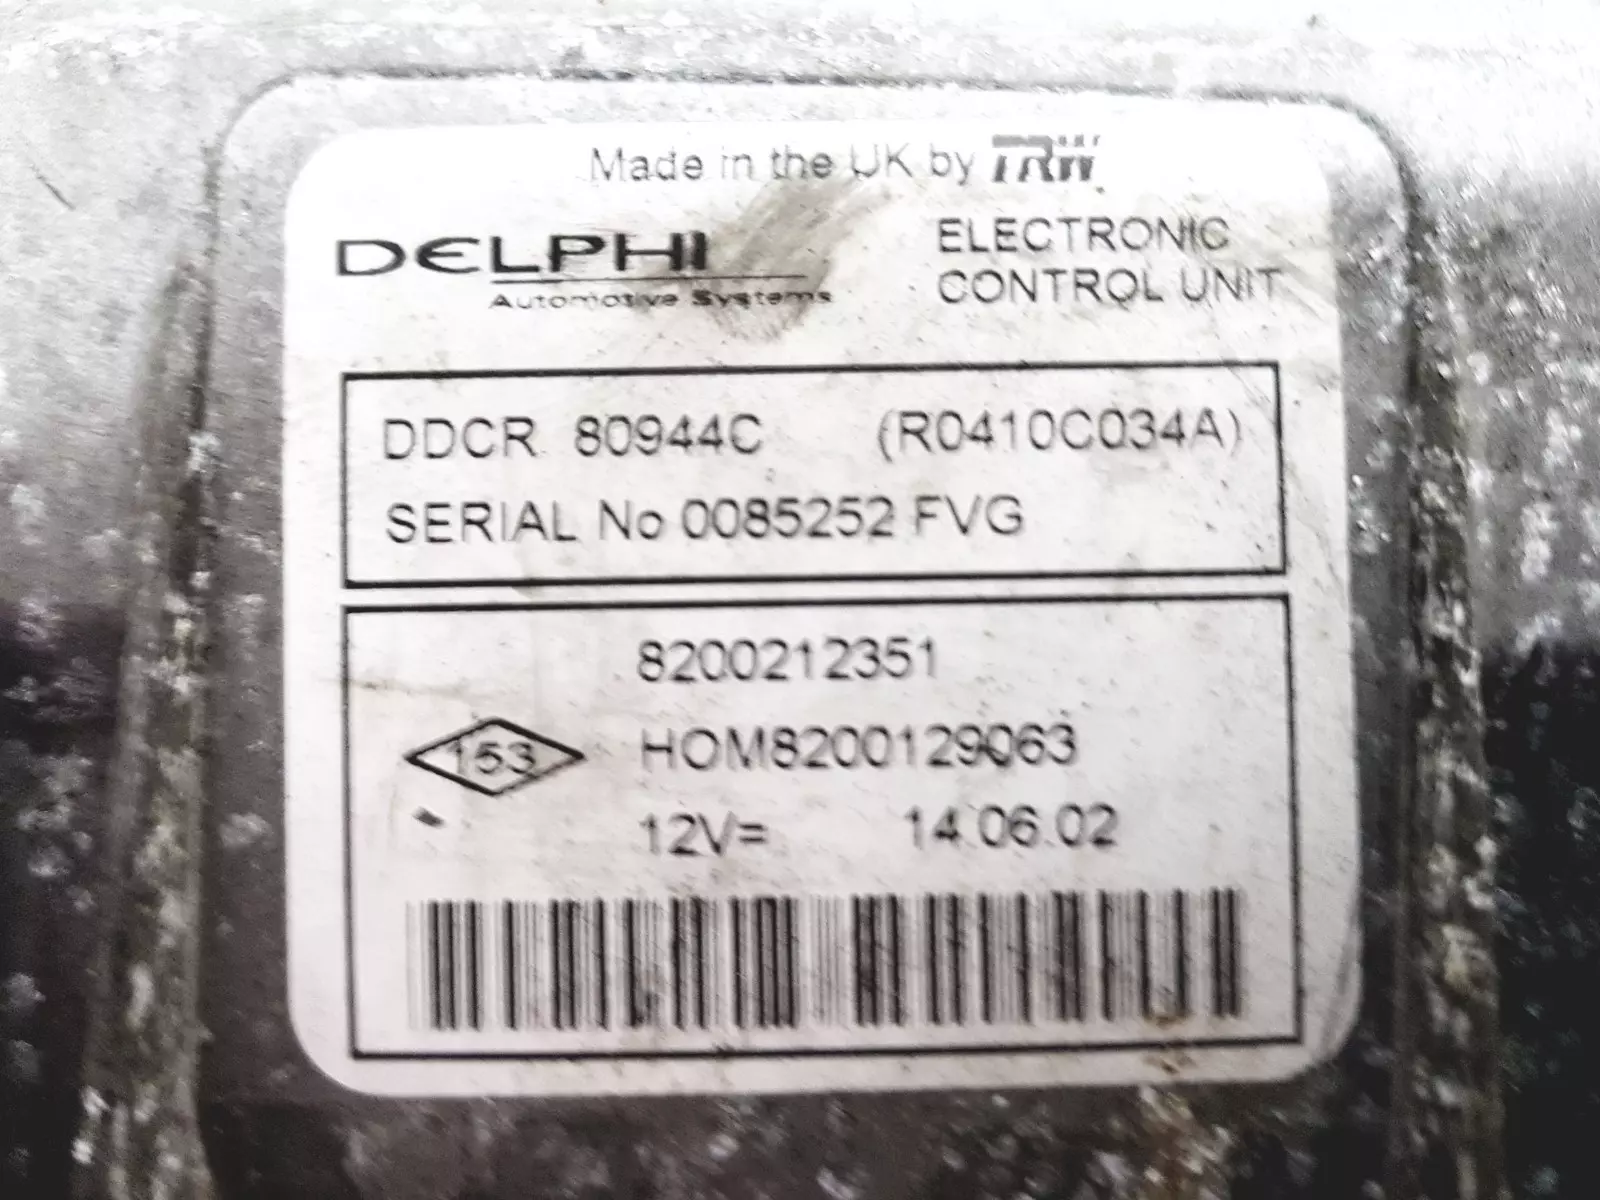 Made in the UK by TRW
DELPHI
Automotive Systems
ELECTRONIC
CONTROL UNIT
DDCR 80944C (R0410C034A)
SERIAL No 0085252 FVG
8200212351
153 HOM8200129063
12V= 14.06.02